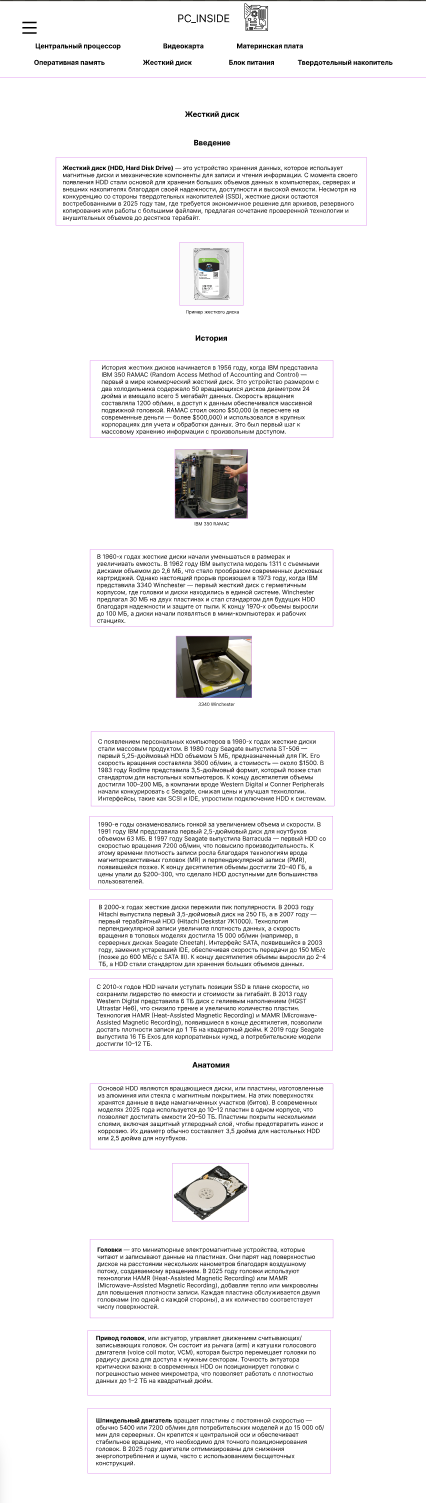 PC_INSIDE
Центральный процессор Видеокарта Материнская плата
Оперативная память Жесткий диск Блок питания Твердотельный накопитель
Жесткий диск
Введение
Жесткий диск (HDD, Hard Disk Drive) — это устройство хранения данных, которое использует
магнитные диски и механические компоненты для записи и чтения информации. С момента своего
появления HDD стали основой для хранения больших объемов данных в компьютерах, серверах и
внешних накопителях благодаря своей надежности, доступности и высокой емкости. Несмотря на
конкуренцию со стороны твердотельных накопителей (SSD), жесткие диски остаются
востребованными в 2025 году там, где требуется экономичное решение для архивов, резервного
копирования или работы с большими файлами, предлагая сочетание проверенной технологии и
внушительных объемов до десятков терабайт.
Пример жесткого диска
История
История жестких дисков начинается в 1956 году, когда IBM представила
IBM 350 RAMAC (Random Access Method of Accounting and Control) —
первый в мире коммерческий жесткий диск. Это устройство размером с
два холодильника содержало 50 вращающихся дисков диаметром 24
дюйма и вмещало всего 5 мегабайт данных. Скорость вращения
составляла 1200 об/мин, а доступ к данным обеспечивался массивной
подвижной головкой. RAMAC стоил около $50,000 (в пересчете на
современные деньги — более $500,000) и использовался в крупных
корпорациях для учета и обработки данных. Это был первый шаг к
массовому хранению информации с произвольным доступом.
IBM 350 RAMAC
В 1960-х годах жесткие диски начали уменьшаться в размерах и
увеличивать емкость. В 1962 году IBM выпустила модель 1311 с съемными
дисками объемом до 2,6 МБ, что стало прообразом современных дисковых
картриджей. Однако настоящий прорыв произошел в 1973 году, когда IBM
представила 3340 Winchester — первый жесткий диск с герметичным
корпусом, где головки и диски находились в единой системе. Winchester
предлагал 30 МБ на двух пластинах и стал стандартом для будущих HDD
благодаря надежности и защите от пыли. К концу 1970-х объемы выросли
до 100 МБ, а диски начали появляться в мини-компьютерах и рабочих
станциях.
3340 Winchester
С появлением персональных компьютеров в 1980-х годах жесткие диски
стали массовым продуктом. В 1980 году Seagate выпустила ST-506 —
первый 5,25-дюймовый HDD объемом 5 МБ, предназначенный для ПК. Его
скорость вращения составляла 3600 об/мин, а стоимость — около $1500. В
1983 году Rodime представила 3,5-дюймовый формат, который позже стал
стандартом для настольных компьютеров. К концу десятилетия объемы
достигли 100–200 МБ, а компании вроде Western Digital и Conner Peripherals
начали конкурировать с Seagate, снижая цены и улучшая технологии.
Интерфейсы, такие как SCSI и IDE, упростили подключение HDD к системам.
1990-е годы ознаменовались гонкой за увеличением объема и скорости. В
1991 году IBM представила первый 2,5-дюймовый диск для ноутбуков
объемом 63 МБ. В 1997 году Seagate выпустила Barracuda — первый HDD со
скоростью вращения 7200 об/мин, что повысило производительность. К
этому времени плотность записи росла благодаря технологиям вроде
магниторезистивных головок (MR) и перпендикулярной записи (PMR),
появившейся позже. К концу десятилетия объемы достигли 20–40 ГБ, а
цены упали до $200–300, что сделало HDD доступными для большинства
пользователей.
В 2000-х годах жесткие диски пережили пик популярности. В 2003 году
Hitachi выпустила первый 3,5-дюймовый диск на 250 ГБ, а в 2007 году —
первый терабайтный HDD (Hitachi Deskstar 7K1000). Технология
перпендикулярной записи увеличила плотность данных, а скорость
вращения в топовых моделях достигла 15 000 об/мин (например, в
серверных дисках Seagate Cheetah). Интерфейс SATA, появившийся в 2003
году, заменил устаревший IDE, обеспечивая скорость передачи до 150 МБ/с
(позже до 600 МБ/с с SATA III). К концу десятилетия объемы выросли до 2–4
ТБ, а HDD стали стандартом для хранения больших объемов данных.
С 2010-х годов HDD начали уступать позиции SSD в плане скорости, но
сохранили лидерство по емкости и стоимости за гигабайт. В 2013 году
Western Digital представила 6 ТБ диск с гелиевым наполнением (HGST
Ultrastar He6), что снизило трение и увеличило количество пластин.
Технология HAMR (Heat-Assisted Magnetic Recording) и MAMR (Microwave-
Assisted Magnetic Recording), появившиеся в конце десятилетия, позволили
достать плотности записи до 1 ТБ на квадратный дюйм. К 2019 году Seagate
выпустила 16 ТБ Exos для корпоративных нужд, а потребительские модели
достигли 10–12 ТБ.
Анатомия
Основой HDD являются вращающиеся диски, или пластины, изготовленные
из алюминия или стекла с магнитным покрытием. На этих поверхностях
хранятся данные в виде намагниченных участков (битов). В современных
моделях 2025 года используется до 10–12 пластин в одном корпусе, что
позволяет достигать емкости 20–50 ТБ. Пластины покрыты несколькими
слоями, включая защитный углеродный слой, чтобы предотвратить износ и
коррозию. Их диаметр обычно составляет 3,5 дюйма для настольных HDD
или 2,5 дюйма для ноутбуков.
Головки — это миниатюрные электромагнитные устройства, которые
читают и записывают данные на пластинах. Они парят над поверхностью
дисков на расстоянии нескольких нанометров благодаря воздушному
потоку, создаваемому вращением. В 2025 году головки используют
технологии HAMR (Heat-Assisted Magnetic Recording) или MAMR
(Microwave-Assisted Magnetic Recording), добавляя тепло или микроволны
для повышения плотности записи. Каждая пластина обслуживается двумя
головками (по одной с каждой стороны), а их количество соответствует
числу поверхностей.
Привод головок, или актуатор, управляет движением считывающих/
записывающих головок. Он состоит из рычага (arm) и катушки голосового
двигателя (voice coil motor, VCM), которая быстро перемещает головки по
радиусу диска для доступа к нужным секторам. Точность актуатора
критически важна: в современных HDD он позиционирует головки с
погрешностью менее микрометра, что позволяет работать с плотностью
данных до 1–2 ТБ на квадратный дюйм.
Шпиндельный двигатель вращает пластины с постоянной скоростью —
обычно 5400 или 7200 об/мин для потребительских моделей и до 15 000 об/
мин для серверных. Он крепится к центральной оси и обеспечивает
стабильное вращение, что необходимо для точного позиционирования
головок. В 2025 году двигатели оптимизированы для снижения
энергопотребления и шума, часто с использованием бесщеточных
конструкций.